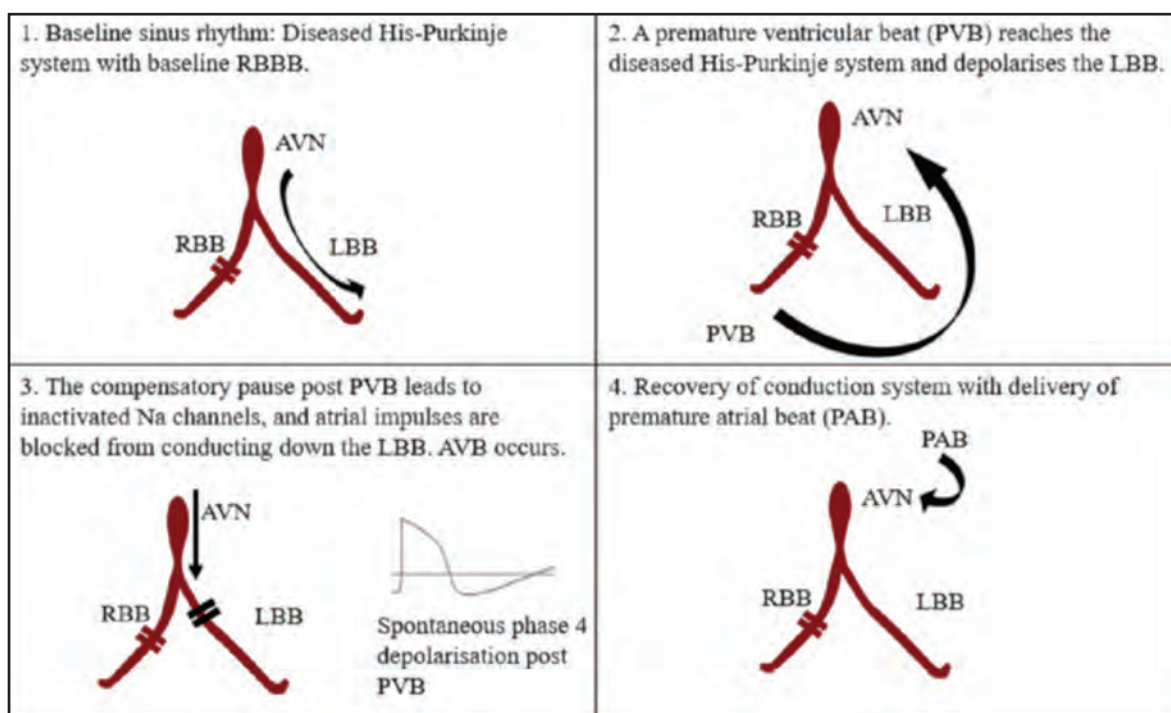 1. Baseline sinus rhythm: Diseased His-Purkinje
system with baseline RBBB.
AVN
RBB
LBB
2. A premature ventricular beat (PVB) reaches the
diseased His-Purkinje system and depolarises the LBB.
AVN
RBB
LBB
PVB
3. The compensatory pause post PVB leads to
inactivated Na channels, and atrial impulses are
blocked from conducting down the LBB. AVB occurs.
AVN
RBB
LBB
Spontaneous phase 4
depolarisation post
PVB
4. Recovery of conduction system with delivery of
premature atrial beat (PAB).
PAB
AVN
RBB
LBB